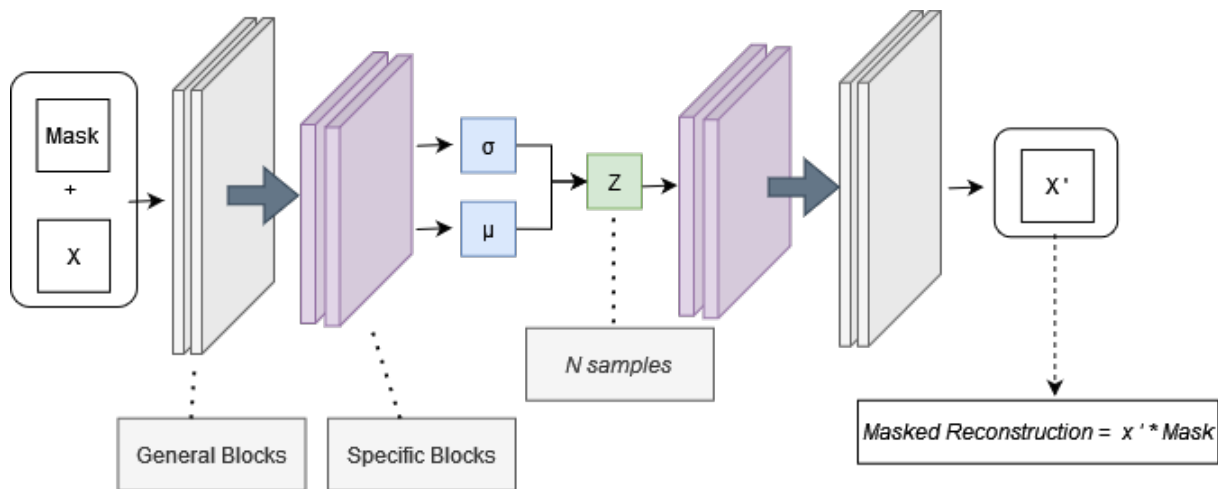 Mask
+
X
σ
μ
Z
X '
N samples
General Blocks
Specific Blocks
Masked Reconstruction = x ' * Mask